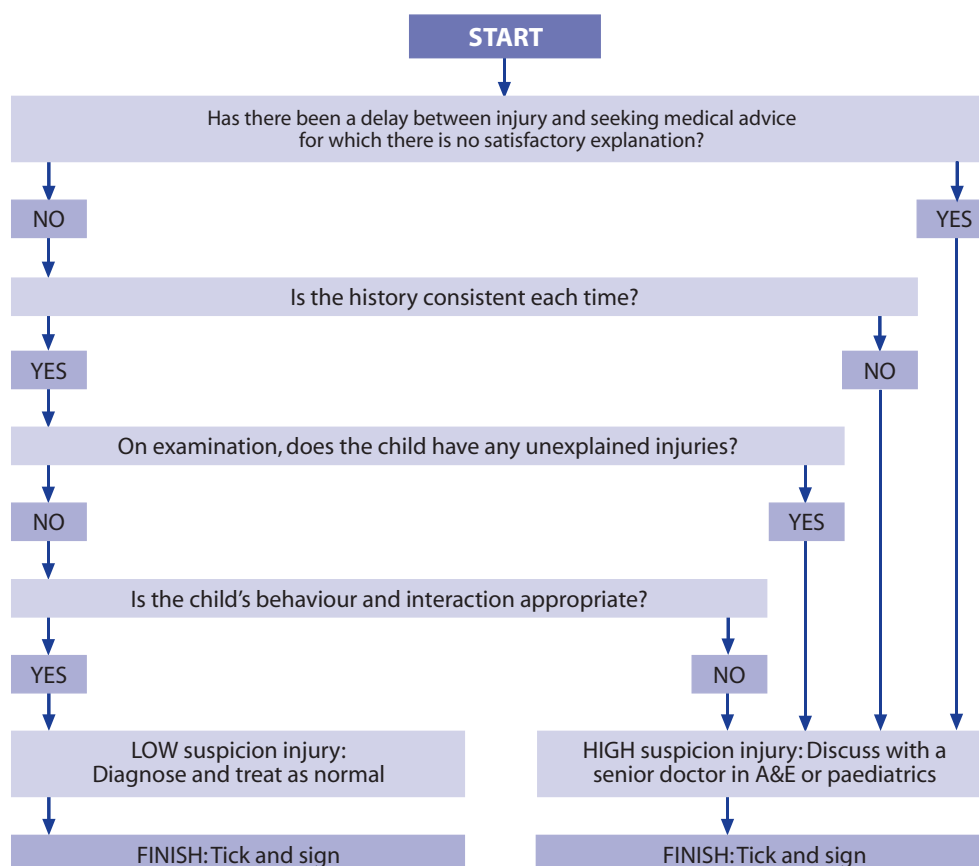 START
Has there been a delay between injury and seeking medical advice
for which there is no satisfactory explanation?
NO
YES
Is the history consistent each time?
YES
NO
On examination, does the child have any unexplained injuries?
NO
YES
Is the child's behaviour and interaction appropriate?
YES
NO
LOW suspicion injury:
Diagnose and treat as normal
HIGH suspicion injury: Discuss with a
senior doctor in A&E or paediatrics
FINISH: Tick and sign
FINISH: Tick and sign